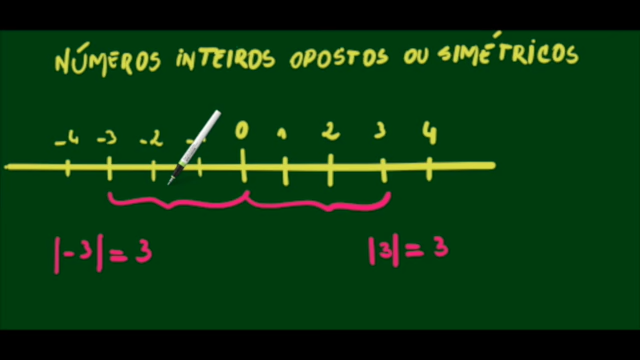 NÚMEROS INTEIROS OPOSTOS OU SIMÉTRICOS
-4 -3 -2 0 1 2 3 4
|-3| = 3 |3| = 3